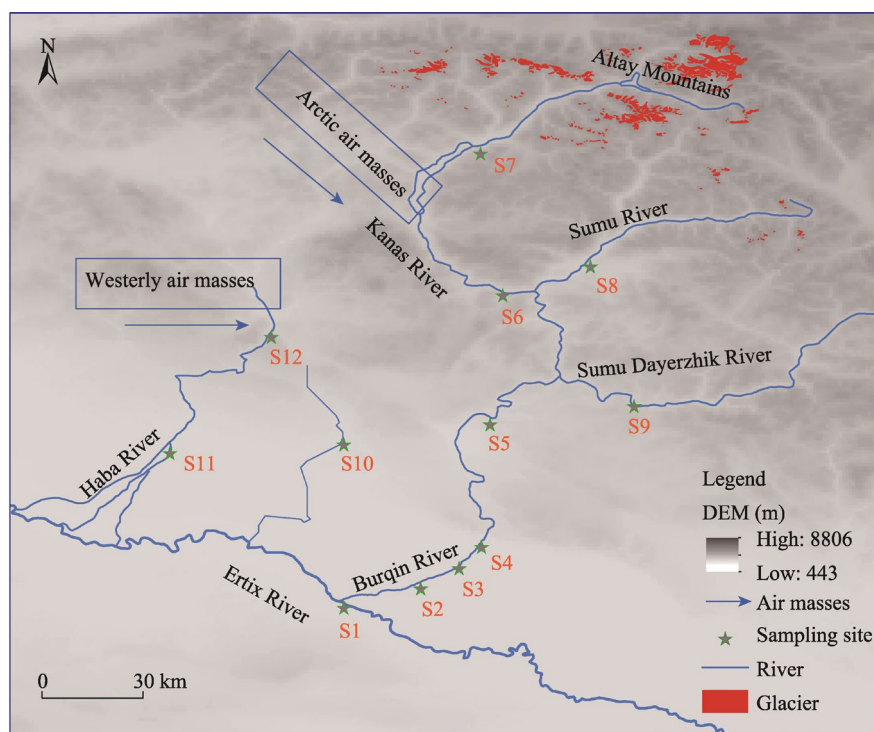 N
Altay Mountains
Arctic air masses
S7
Kanas River
Sumu River
S8
Westerly air masses
S6
S12
Sumu Dayerzhik River
S9
S5
S10
Haba River
S11
Legend
DEM (m)
High: 8806
Low: 443
Air masses
Sampling site
River
Glacier
Burqin River
S4
S3
S2
Ertix River
S1
0 30 km